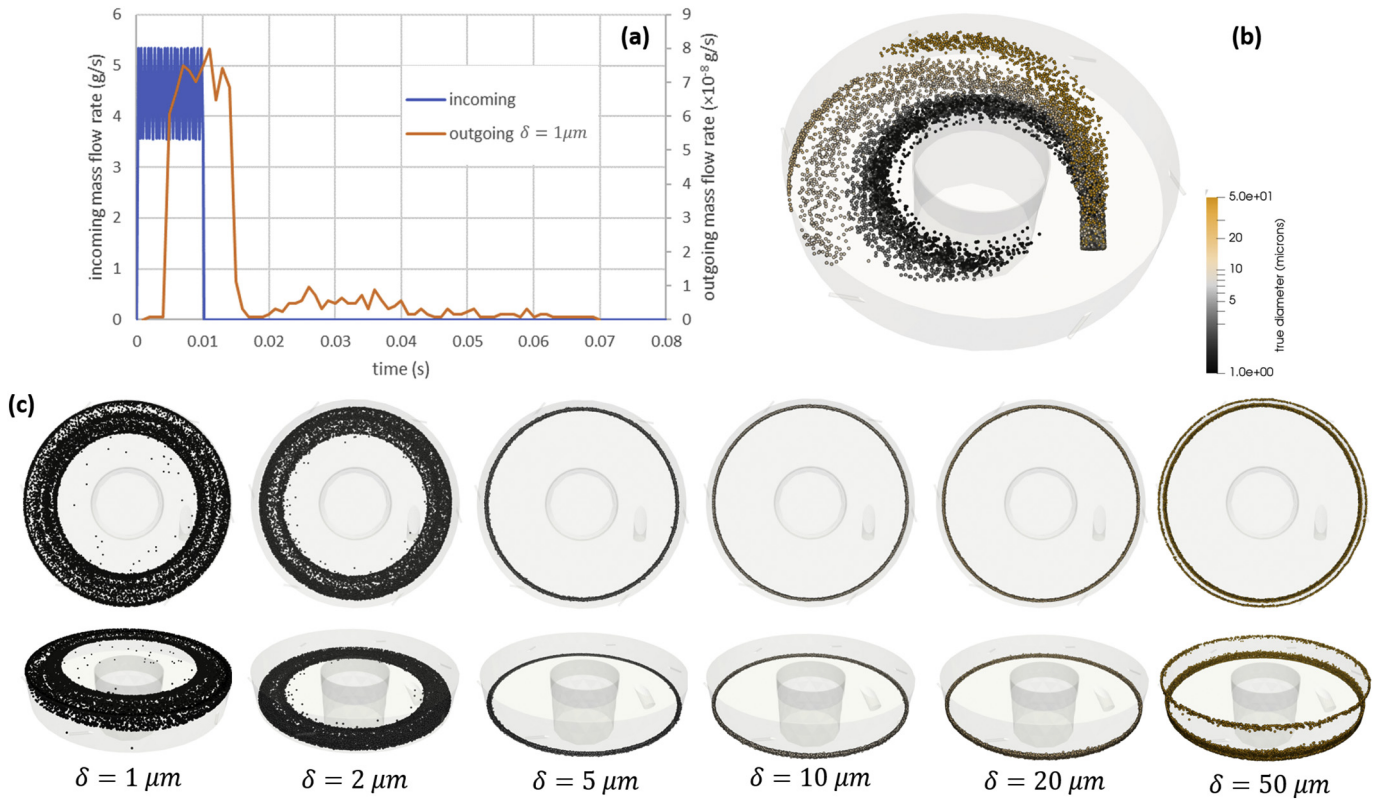 (a)
incoming mass flow rate (g/s)
6
5
4
3
2
1
0
incoming
outgoing δ = 1μm
9
8
7
6
5
4
3
2
1
0
outgoing mass flow rate (×10⁻⁸ g/s)
0 0.01 0.02 0.03 0.04 0.05 0.06 0.07 0.08
time (s)
(b)
5.0e+01
20
10
5
1.0e+00
true diameter (microns)
(c)
δ = 1 μm δ = 2 μm δ = 5 μm δ = 10 μm δ = 20 μm δ = 50 μm